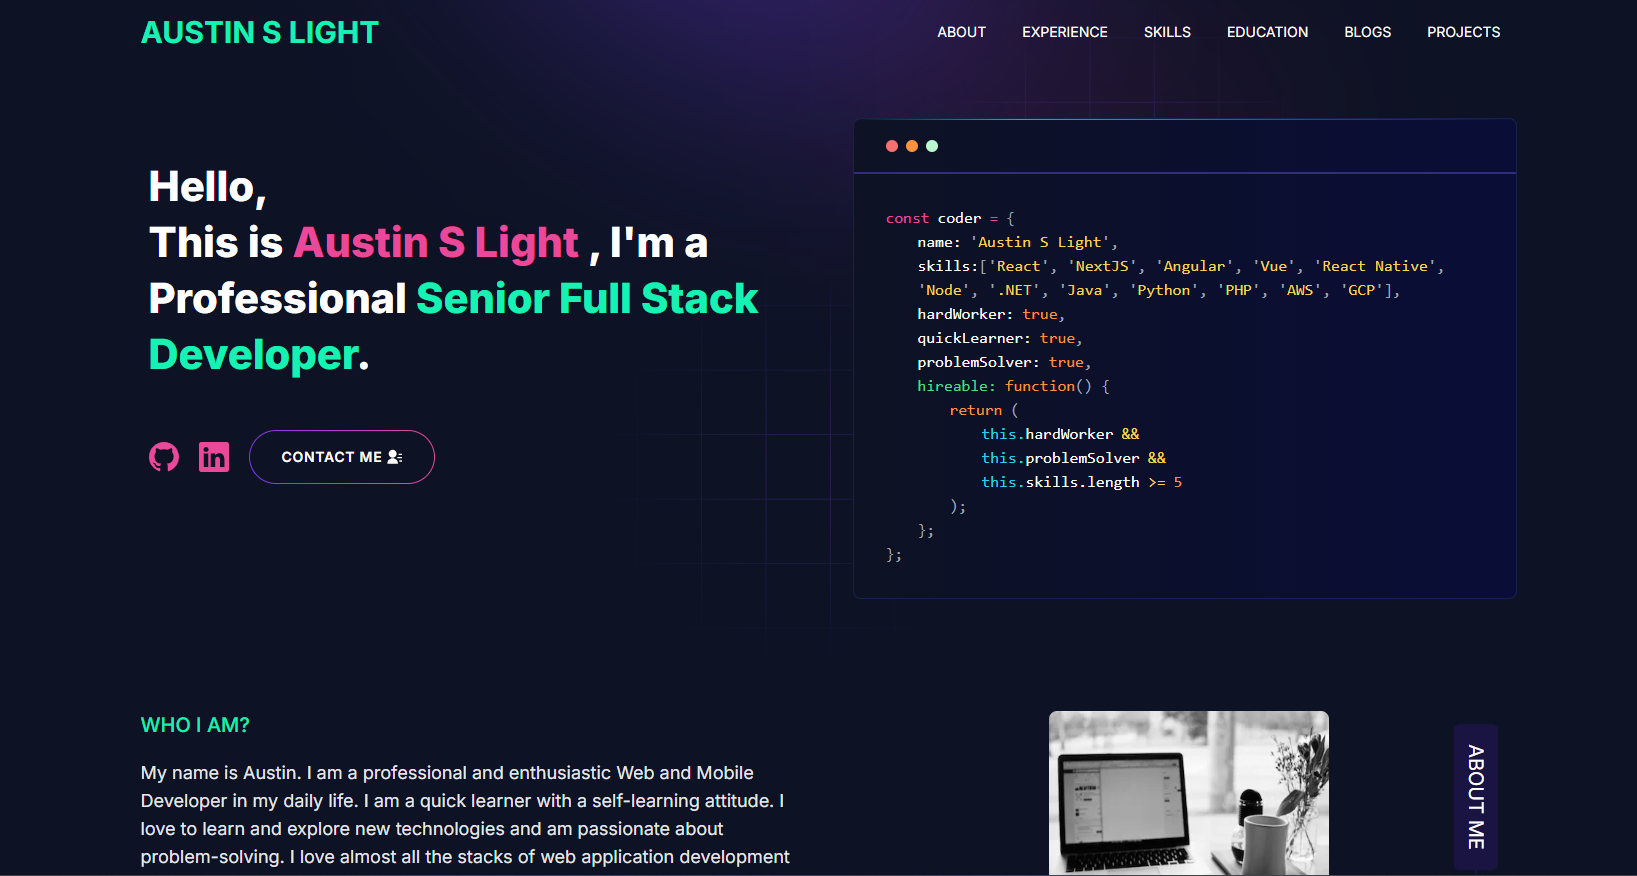 AUSTIN S LIGHT
ABOUT EXPERIENCE SKILLS EDUCATION BLOGS PROJECTS
Hello,
This is Austin S Light , I'm a
Professional Senior Full Stack
Developer.
CONTACT ME
const coder = {
name: 'Austin S Light',
skills:['React', 'NextJS', 'Angular', 'Vue', 'React Native',
'Node', '.NET', 'Java', 'Python', 'PHP', 'AWS', 'GCP'],
hardWorker: true,
quickLearner: true,
problemSolver: true,
hireable: function() {
return (
this.hardWorker &&
this.problemSolver &&
this.skills.length >= 5
);
};
};
WHO I AM?
My name is Austin. I am a professional and enthusiastic Web and Mobile
Developer in my daily life. I am a quick learner with a self-learning attitude. I
love to learn and explore new technologies and am passionate about
problem-solving. I love almost all the stacks of web application development
ABOUT ME